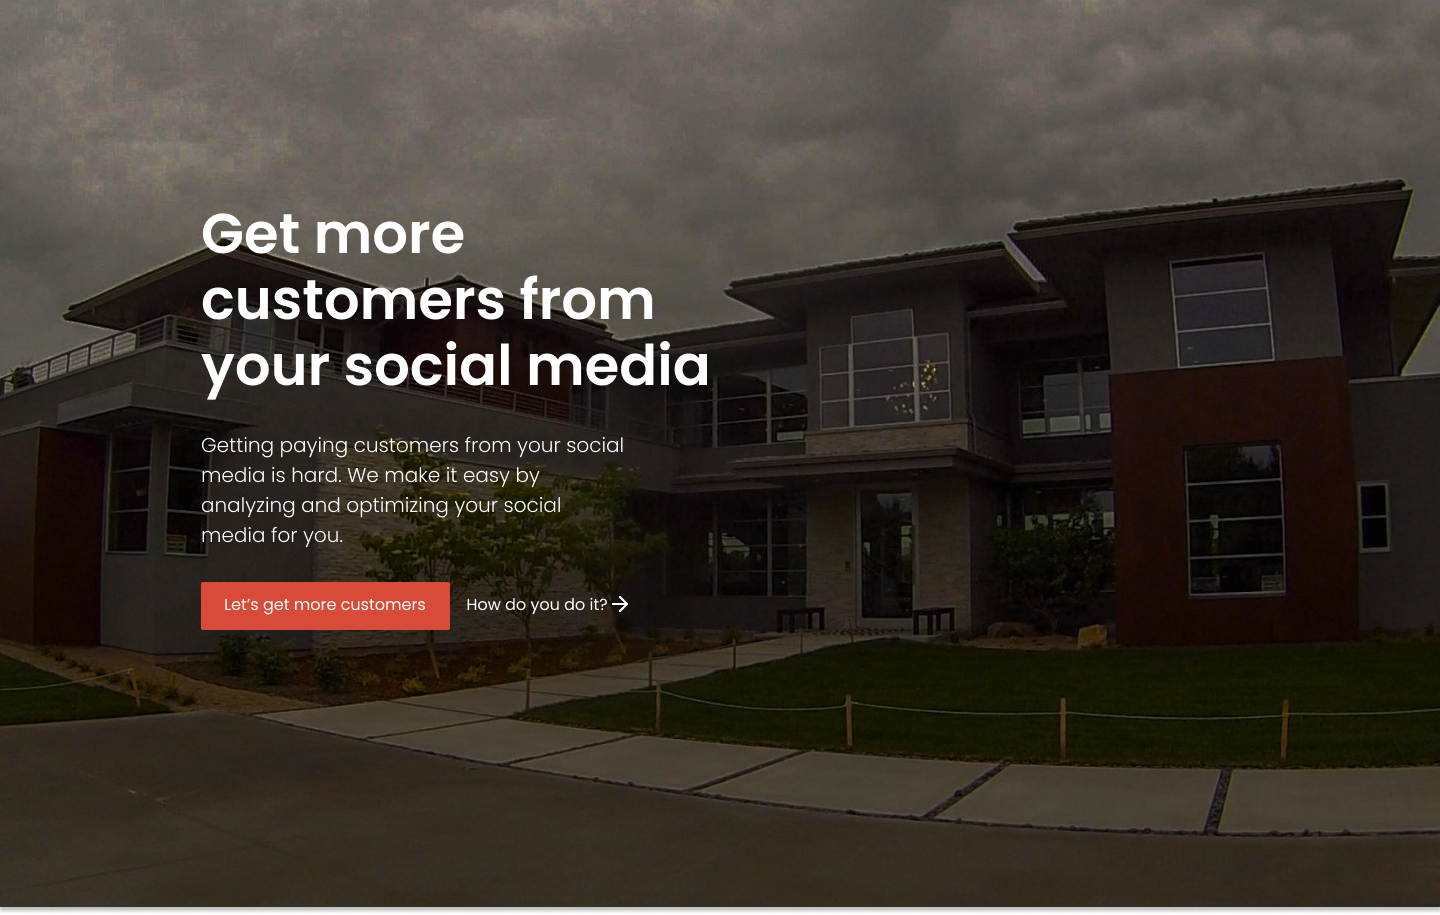 Get more
customers from
your social media
Getting paying customers from your social
media is hard. We make it easy by
analyzing and optimizing your social
media for you.
Let’s get more customers
How do you do it?